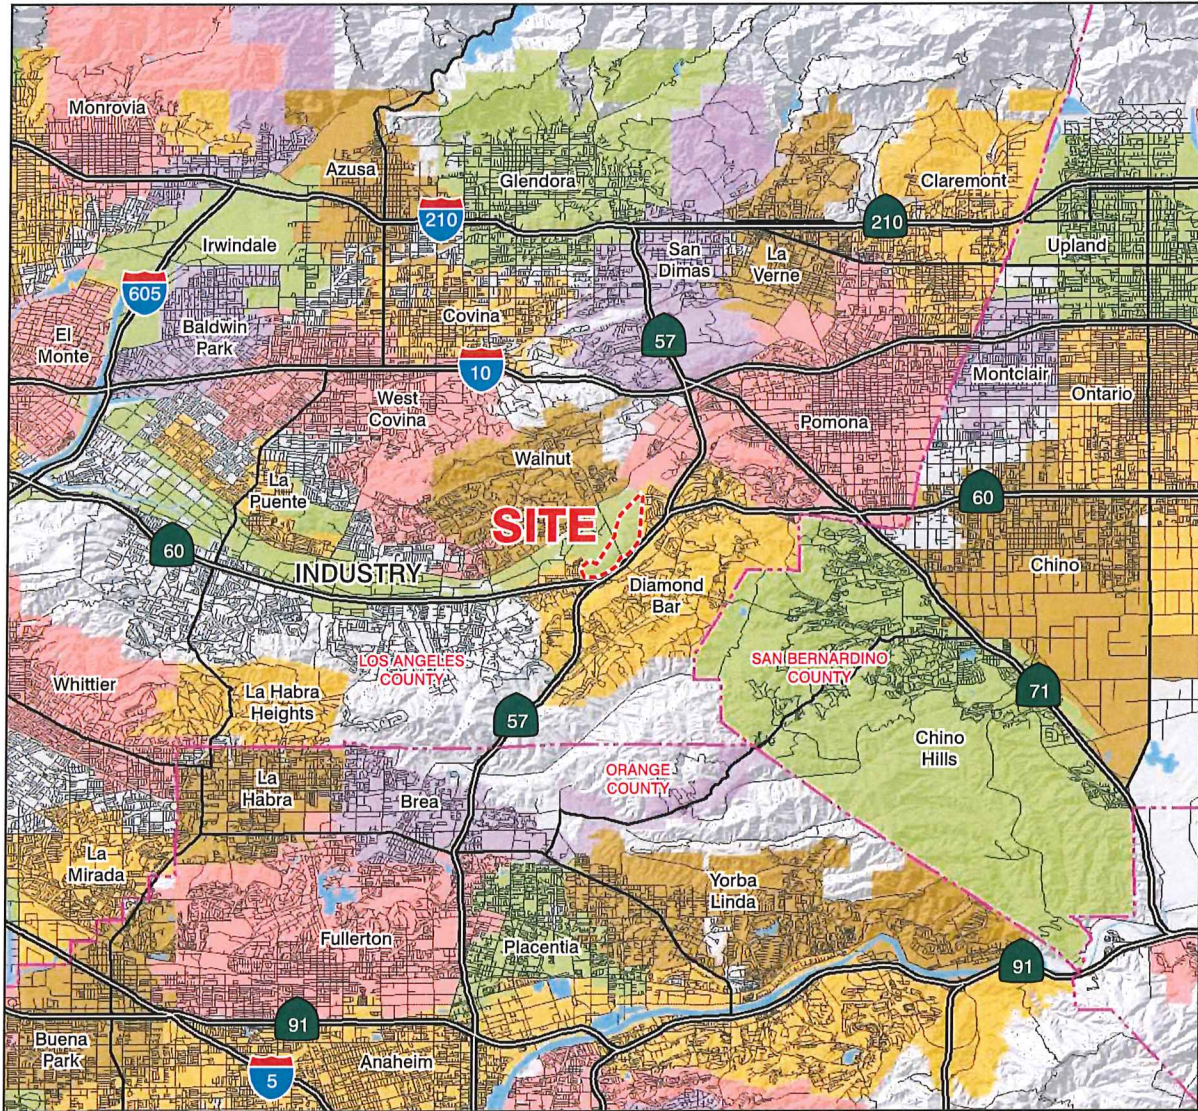 Monrovia
Azusa
Glendora
Claremont
210
210
Irwindale
San
Dimas
La
Verne
Upland
605
Covina
El
Monte
Baldwin
Park
57
10
Montclair
Ontario
West
Covina
Pomona
Walnut
La
Puente
60
SITE
60
INDUSTRY
Diamond
Bar
Chino
LOS ANGELES
COUNTY
SAN BERNARDINO
COUNTY
Whittier
La Habra
Heights
57
71
Chino
Hills
ORANGE
COUNTY
La
Habra
Brea
La
Mirada
Yorba
Linda
Fullerton
Placentia
91
91
Buena
Park
5
Anaheim